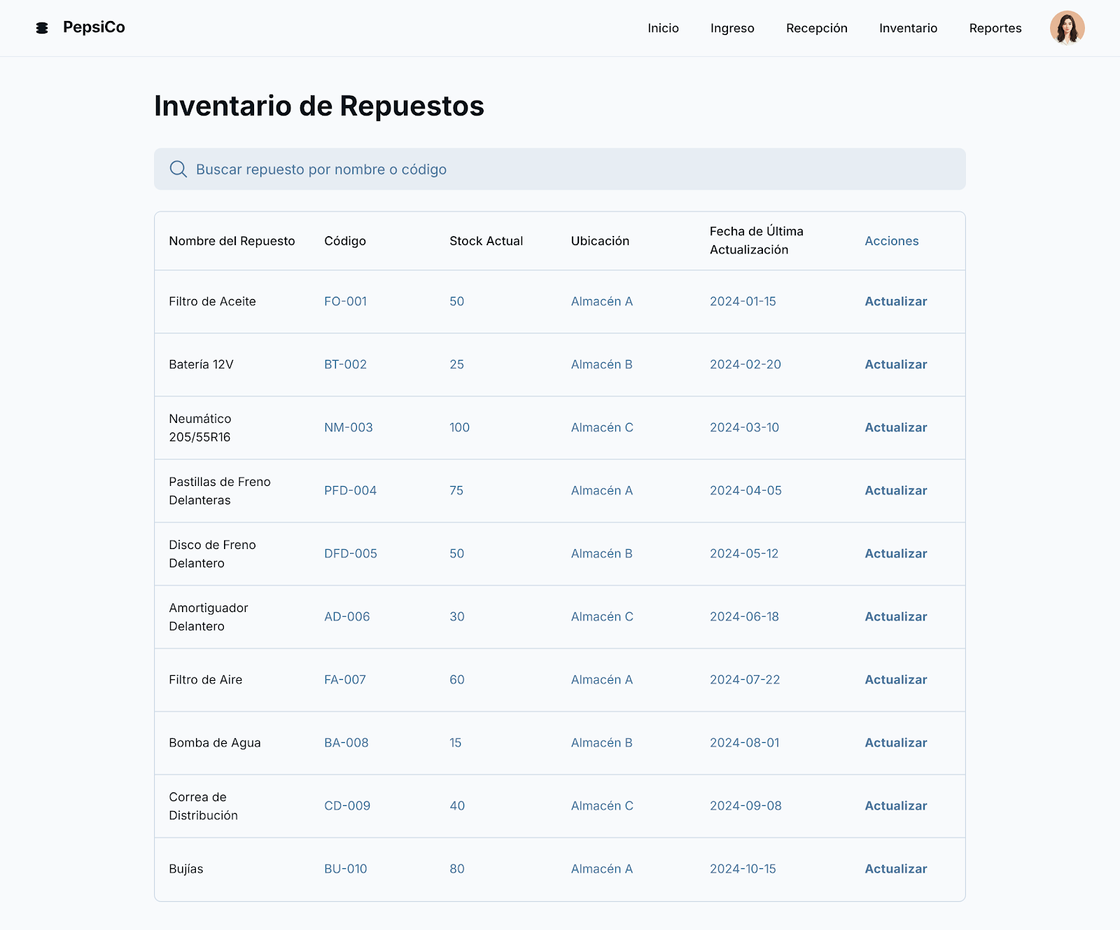 PepsiCo
Inicio Ingreso Recepción Inventario Reportes
Inventario de Repuestos
Buscar repuesto por nombre o código
Nombre del Repuesto Código Stock Actual Ubicación Fecha de Última Actualización Acciones
Filtro de Aceite FO-001 50 Almacén A 2024-01-15 Actualizar
Batería 12V BT-002 25 Almacén B 2024-02-20 Actualizar
Neumático 205/55R16 NM-003 100 Almacén C 2024-03-10 Actualizar
Pastillas de Freno Delanteras PFD-004 75 Almacén A 2024-04-05 Actualizar
Disco de Freno Delantero DFD-005 50 Almacén B 2024-05-12 Actualizar
Amortiguador Delantero AD-006 30 Almacén C 2024-06-18 Actualizar
Filtro de Aire FA-007 60 Almacén A 2024-07-22 Actualizar
Bomba de Agua BA-008 15 Almacén B 2024-08-01 Actualizar
Correa de Distribución CD-009 40 Almacén C 2024-09-08 Actualizar
Bujías BU-010 80 Almacén A 2024-10-15 Actualizar